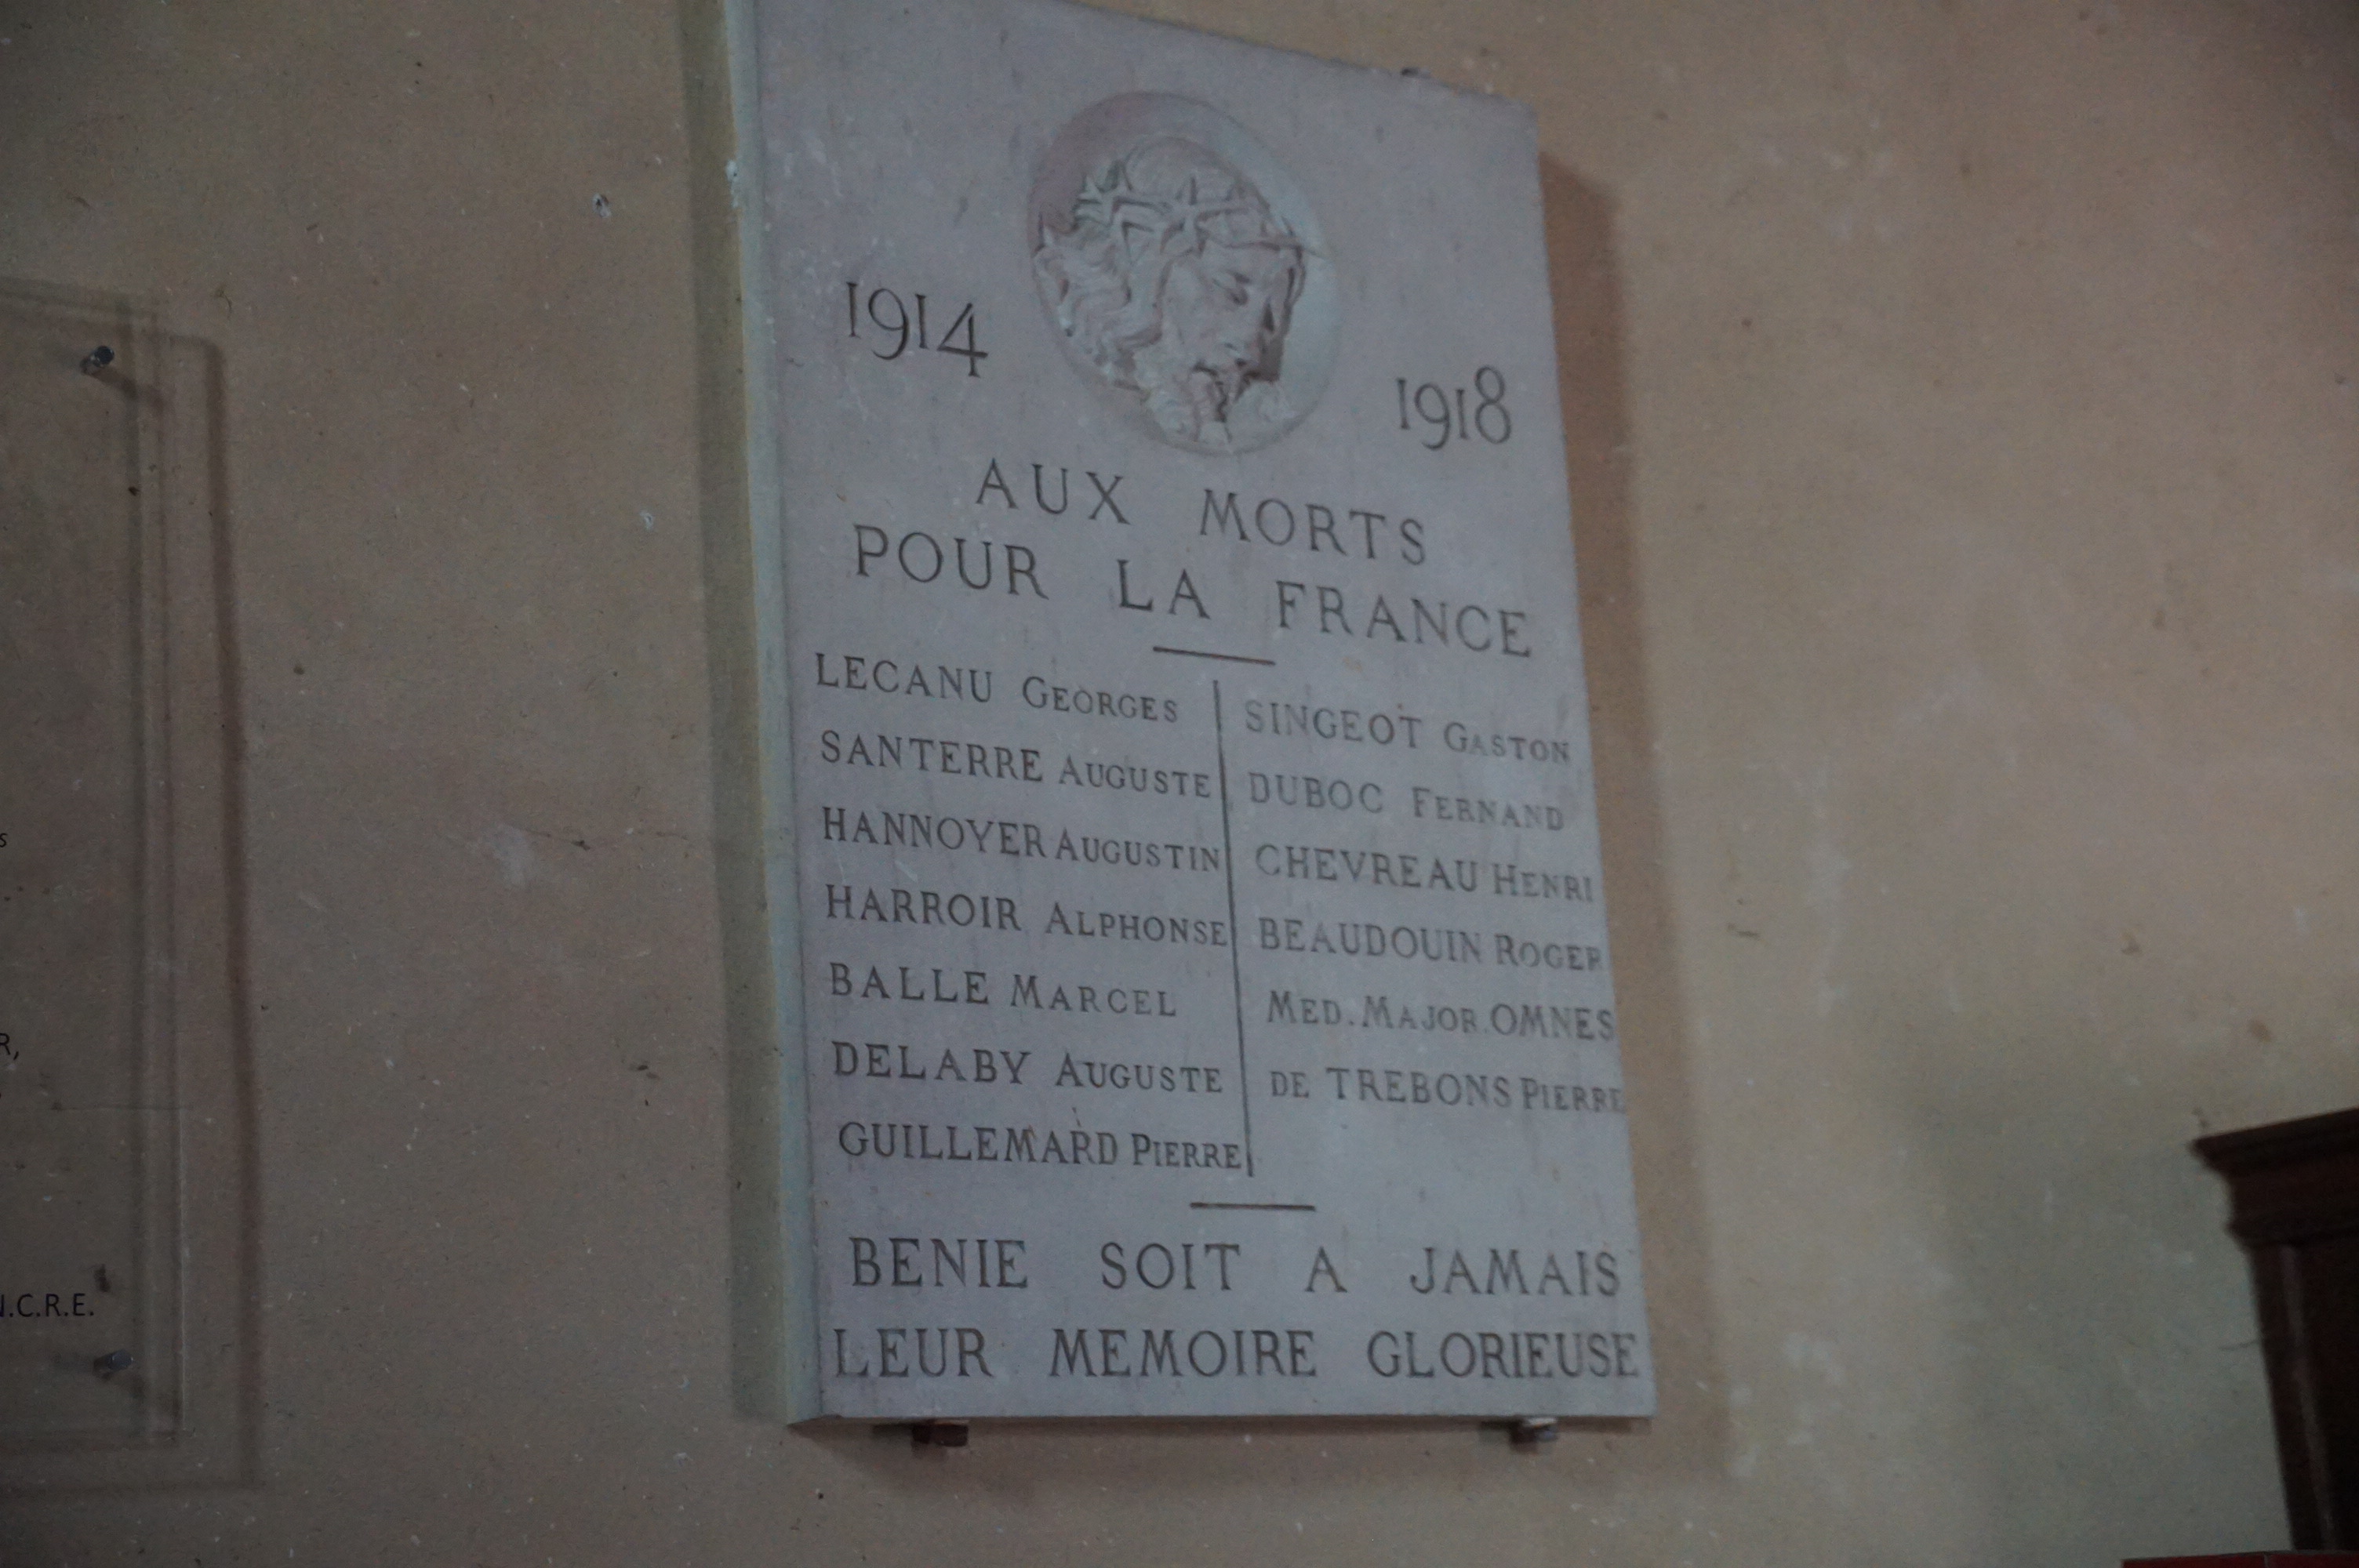 1914
1918
AUX MORTS
POUR LA FRANCE
LECANU GEORGES
SANTERRE AUGUSTE
HANNOYER AUGUSTIN
HARROIR ALPHONSE
BALLE MARCEL
DELABY AUGUSTE
GUILLEMARD PIERRE
SINGEOT GASTON
DUBOC FERNAND
CHEVREAU HENRI
BEAUDOUIN ROGER
MED. MAJOR. OMNES
DE TREBONS PIERRE
BENIE SOIT A JAMAIS
LEUR MEMOIRE GLORIEUSE